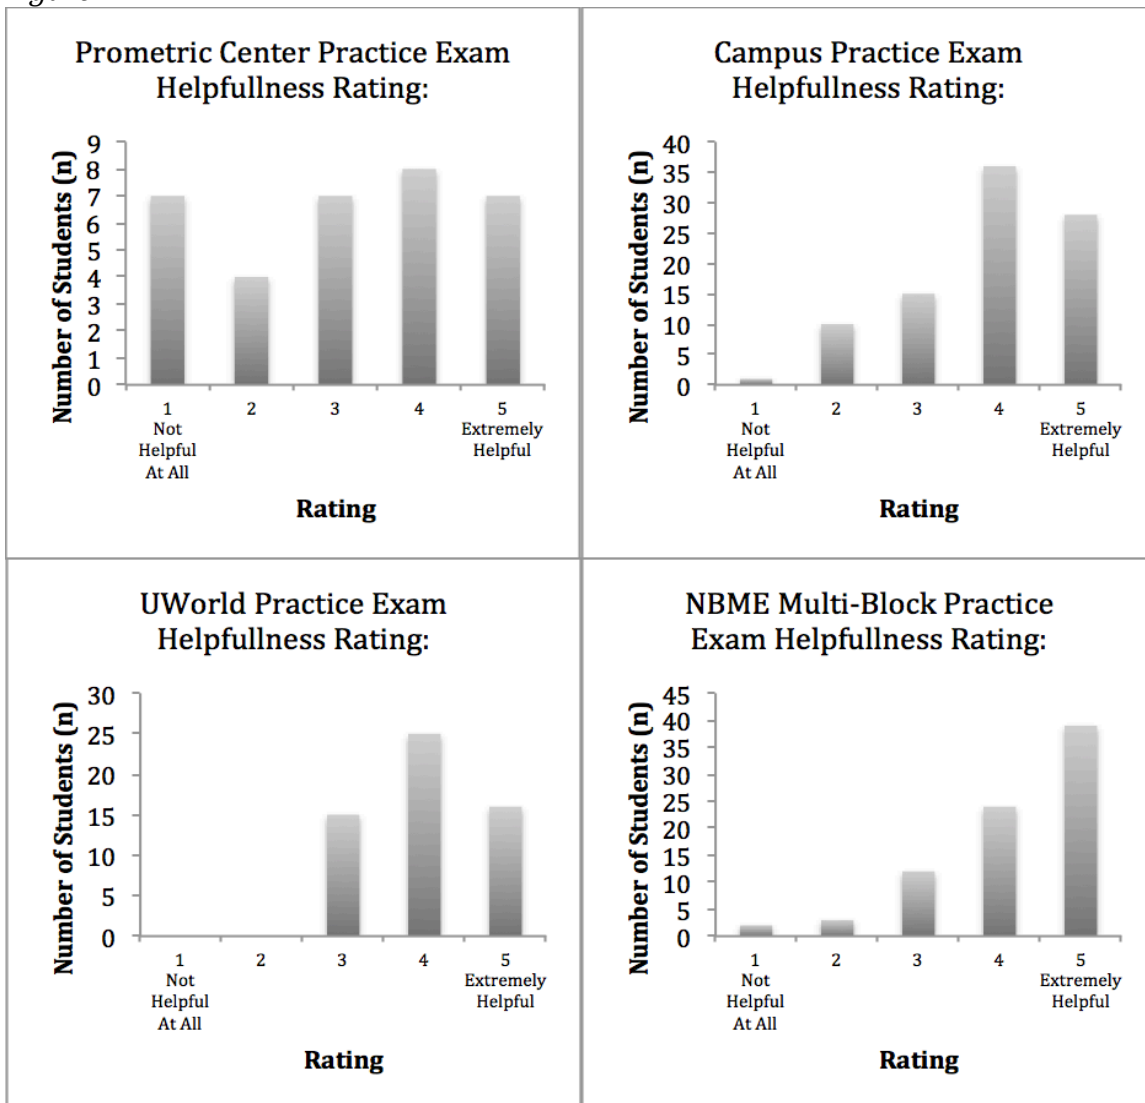 Prometric Center Practice Exam
Helpfullness Rating:
Number of Students (n)
9
8
7
6
5
4
3
2
1
0
1 2 3 4 5
Not Extremely
Helpful Helpful
At All
Rating
Campus Practice Exam
Helpfullness Rating:
Number of Students (n)
40
35
30
25
20
15
10
5
0
1 2 3 4 5
Not Extremely
Helpful Helpful
At All
Rating
UWorld Practice Exam
Helpfullness Rating:
Number of Students (n)
30
25
20
15
10
5
0
1 2 3 4 5
Not Extremely
Helpful Helpful
At All
Rating
NBME Multi-Block Practice
Exam Helpfullness Rating:
Number of Students (n)
45
40
35
30
25
20
15
10
5
0
1 2 3 4 5
Not Extremely
Helpful Helpful
At All
Rating